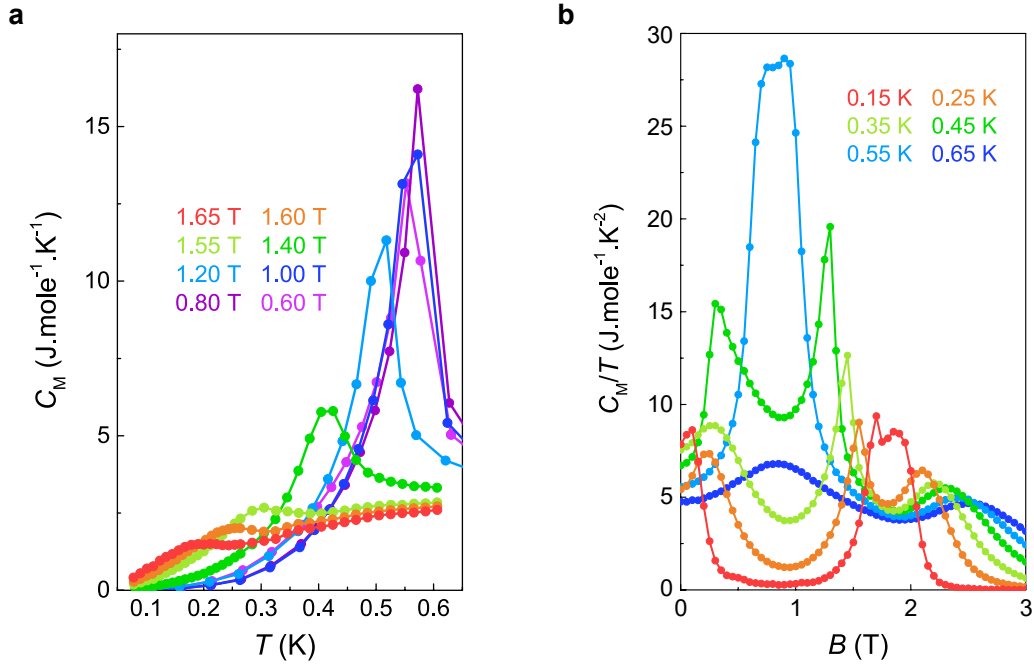 a
C_M (J.mole⁻¹.K⁻¹)
15
10
5
0
1.65 T 1.60 T
1.55 T 1.40 T
1.20 T 1.00 T
0.80 T 0.60 T
0.1 0.2 0.3 0.4 0.5 0.6
T (K)
b
C_M/T (J.mole⁻¹.K⁻²)
30
25
20
15
10
5
0
0.15 K 0.25 K
0.35 K 0.45 K
0.55 K 0.65 K
0 1 2 3
B (T)